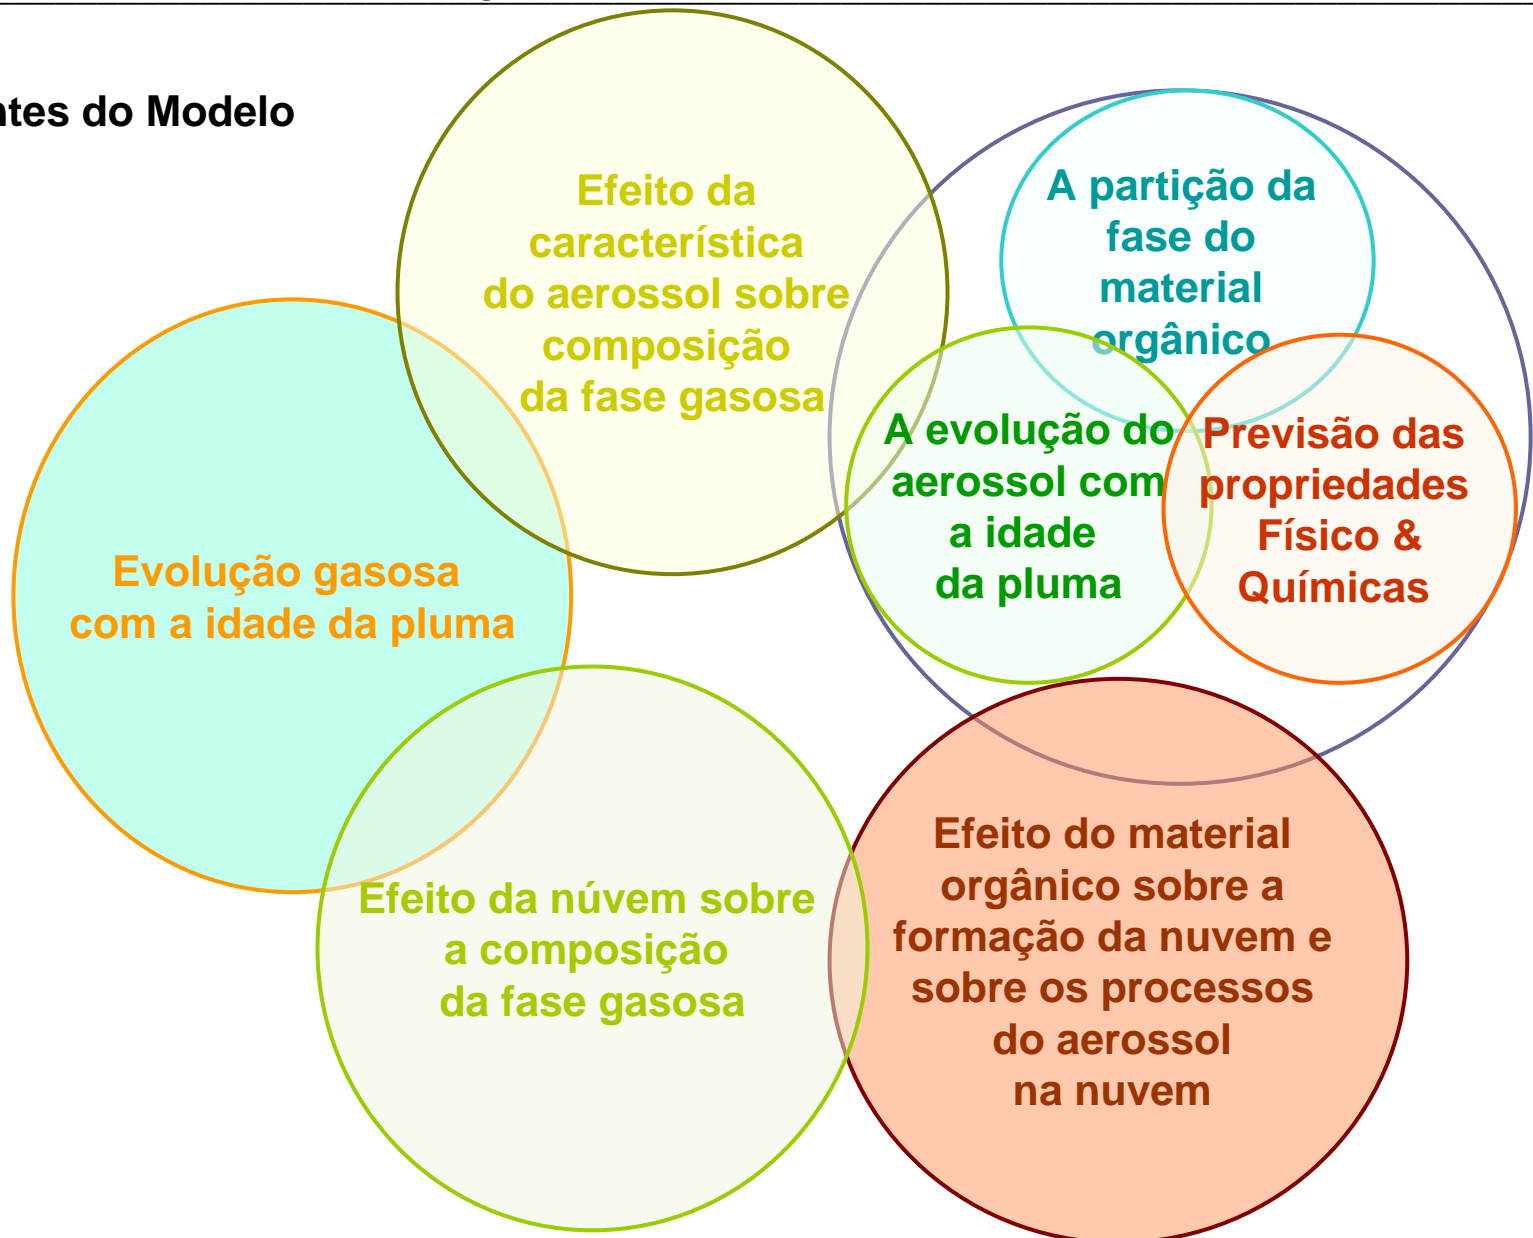 ntes do Modelo
Efeito da
característica
do aerossol sobre
composição
da fase gasosa
A partição da
fase do
material
orgânico
A evolução do
aerossol com
a idade
da pluma
Previsão das
propriedades
Físico &
Químicas
Evolução gasosa
com a idade da pluma
Efeito da núvem sobre
a composição
da fase gasosa
Efeito do material
orgânico sobre a
formação da nuvem e
sobre os processos
do aerossol
na nuvem